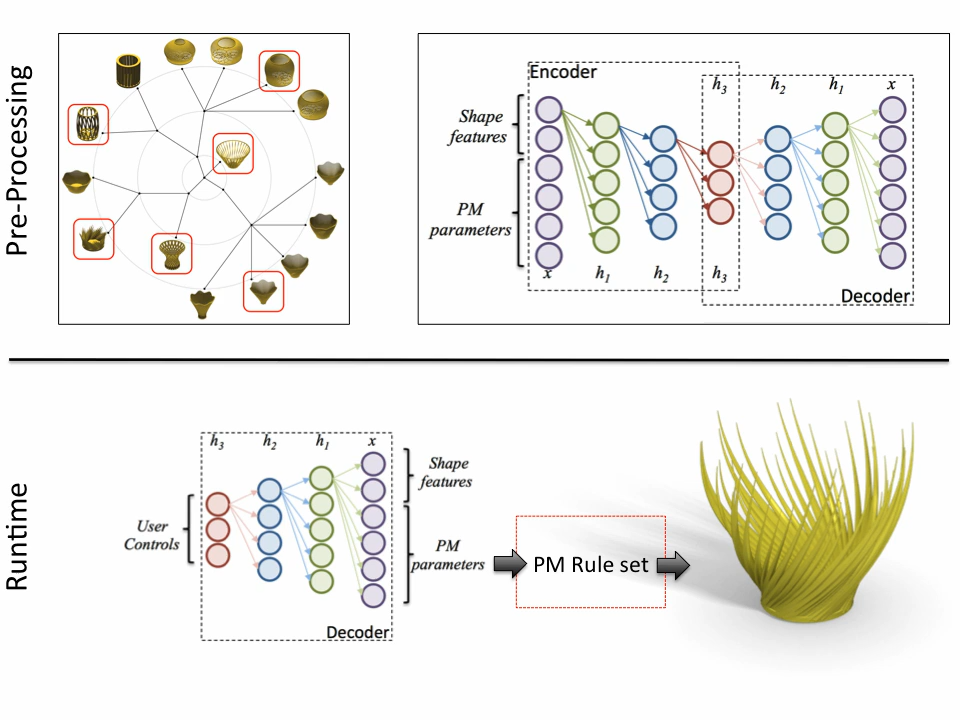 Pre-Processing
Encoder
h3 h2 h1 x
Shape
features
PM
parameters
x h1 h2 h3
Decoder
Runtime
h3 h2 h1 x
Shape
features
User
Controls
PM
parameters
PM Rule set
Decoder